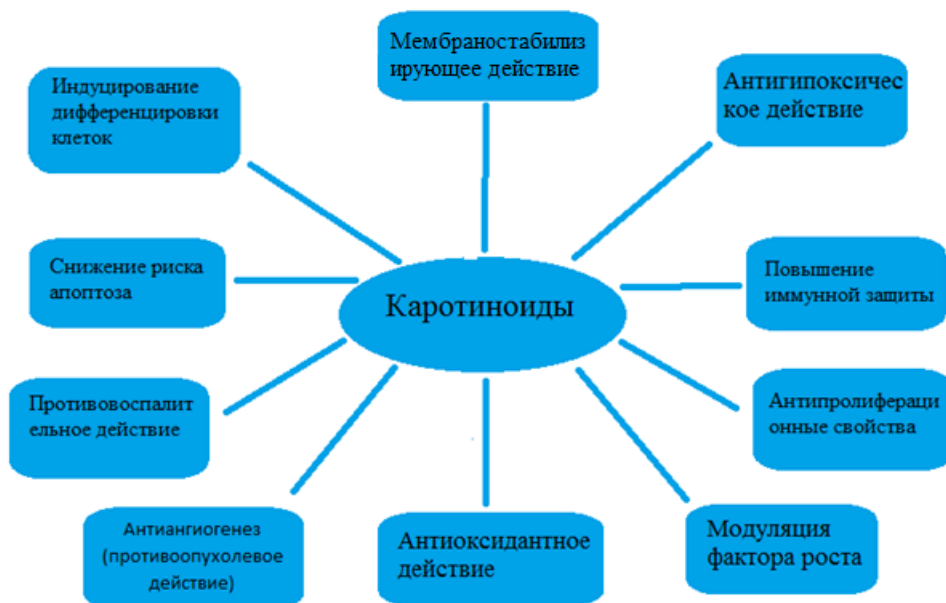 Мембраностабилиз
ирующее действие
Индуцирование
дифференцировки
клеток
Антигипоксичес
кое действие
Снижение риска
апоптоза
Каротиноиды
Повышение
иммунной защиты
Противовоспалит
ельное действие
Антипролифераци
онные свойства
Антиангиогенез
(противоопухолевое
действие)
Антиоксидантное
действие
Модуляция
фактора роста